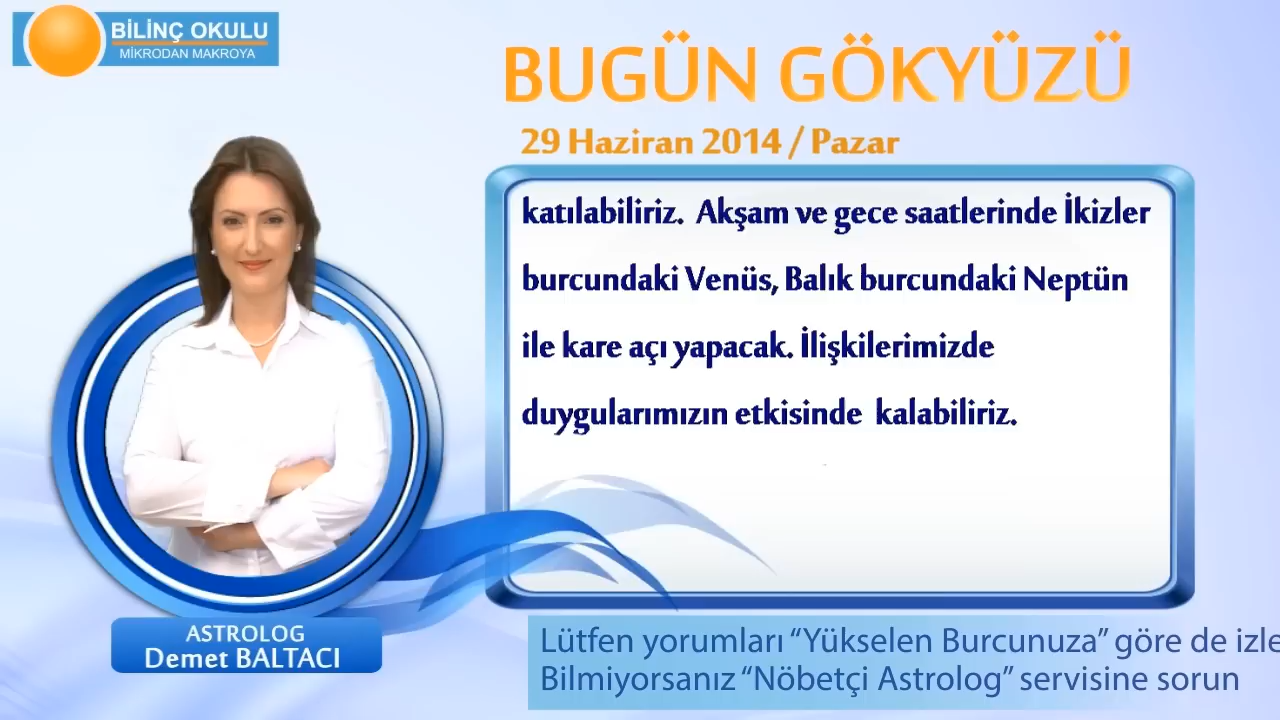 BİLİNÇ OKULU
MİKRODAN MAKROYA
BUGÜN GÖKYÜZÜ
29 Haziran 2014 / Pazar
katılabiliriz. Akşam ve gece saatlerinde İkizler
burcundaki Venüs, Balık burcundaki Neptün
ile kare açı yapacak. İlişkilerimizde
duygularımızın etkisinde kalabiliriz.
ASTROLOG
Demet BALTACI
Lütfen yorumları “Yükselen Burcunuza” göre de izle
Bilmiyorsanız “Nöbetçi Astrolog” servisine sorun